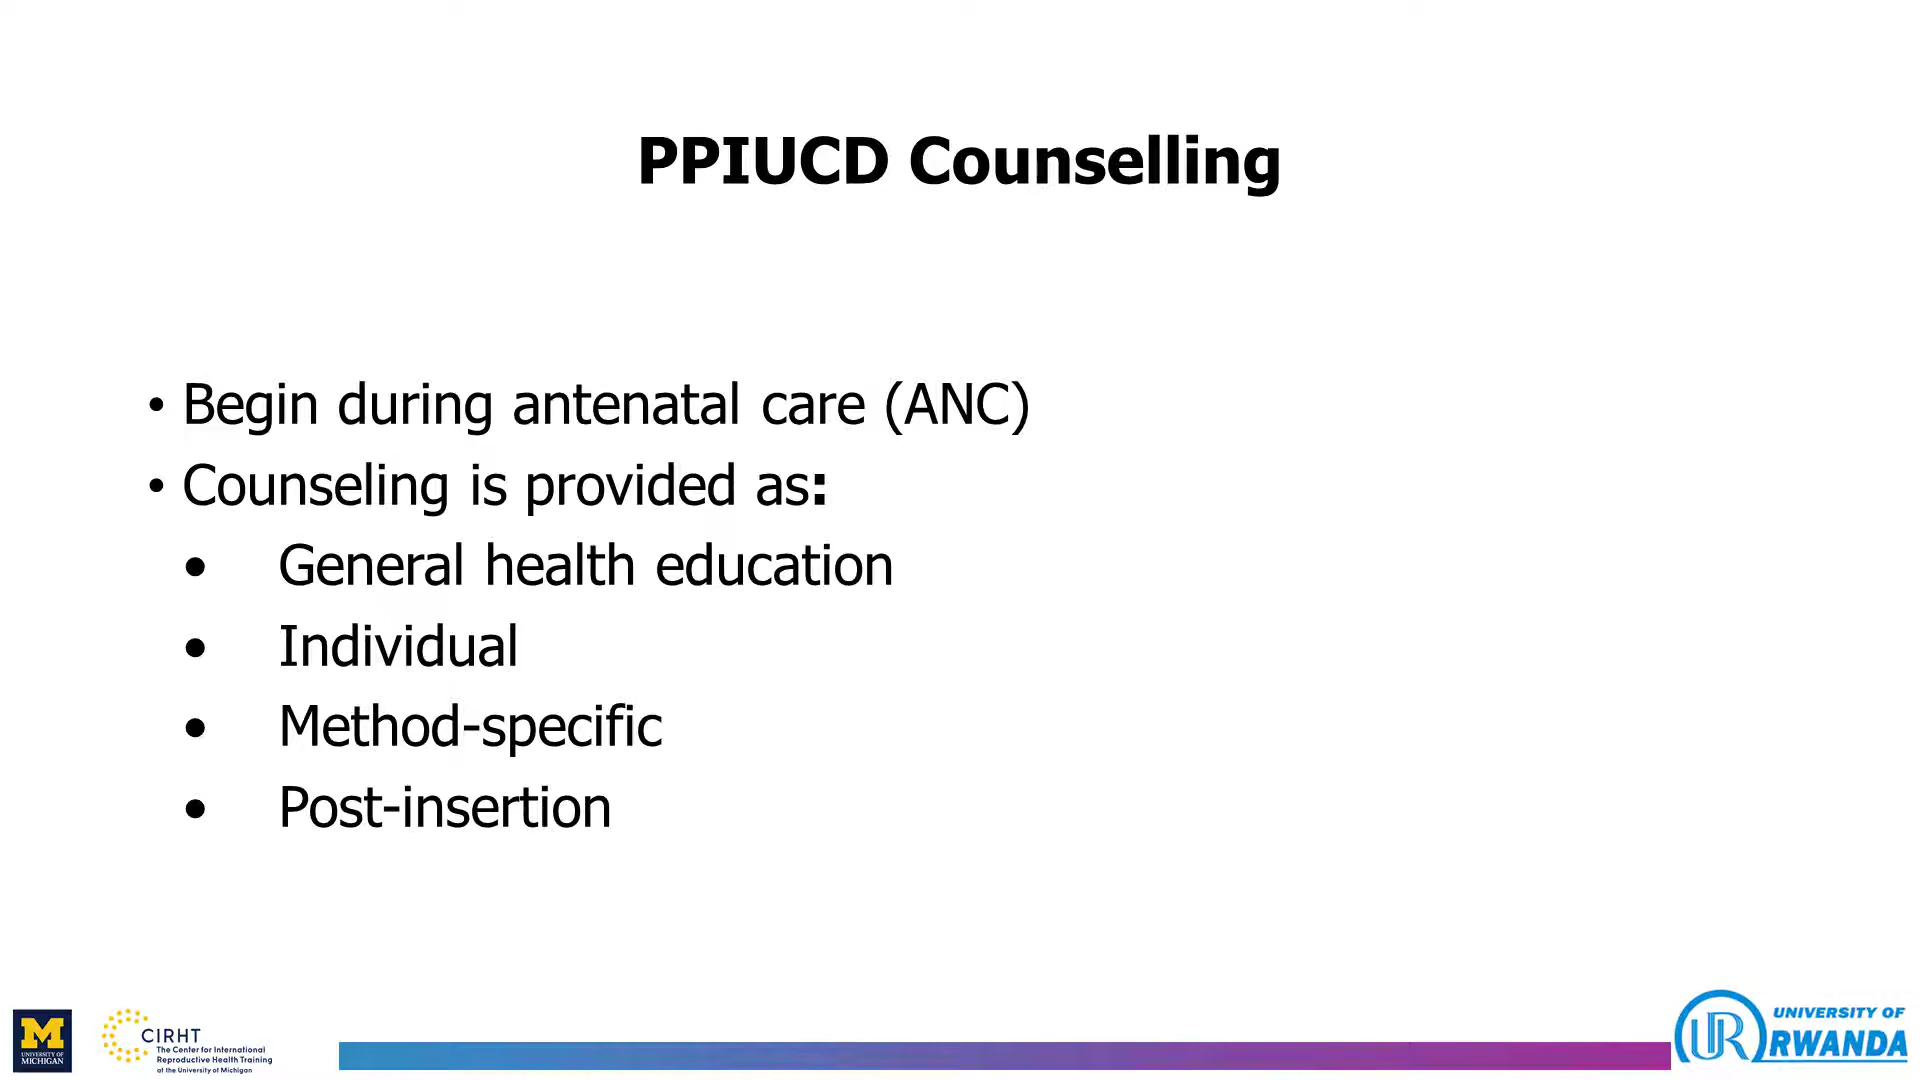 PPIUCD Counselling
• Begin during antenatal care (ANC)
• Counseling is provided as:
• General health education
• Individual
• Method-specific
• Post-insertion
M
UNIVERSITY OF
MICHIGAN
CIRHT
The Center for International
Reproductive Health Training
at the University of Michigan
UR
UNIVERSITY OF
RWANDA